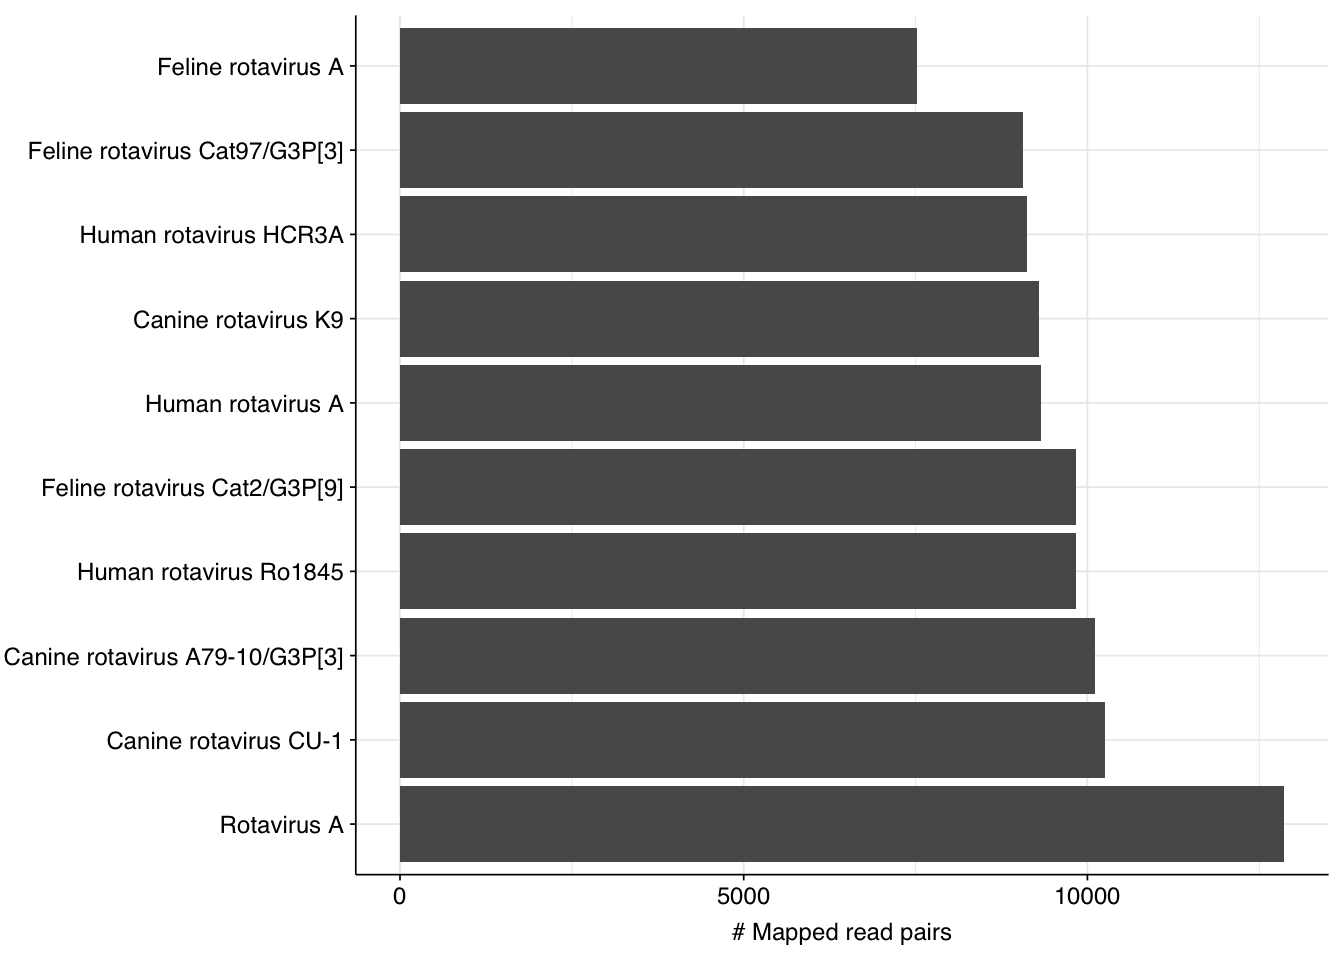 Feline rotavirus A
Feline rotavirus Cat97/G3P[3]
Human rotavirus HCR3A
Canine rotavirus K9
Human rotavirus A
Feline rotavirus Cat2/G3P[9]
Human rotavirus Ro1845
Canine rotavirus A79-10/G3P[3]
Canine rotavirus CU-1
Rotavirus A
0 5000 10000
# Mapped read pairs